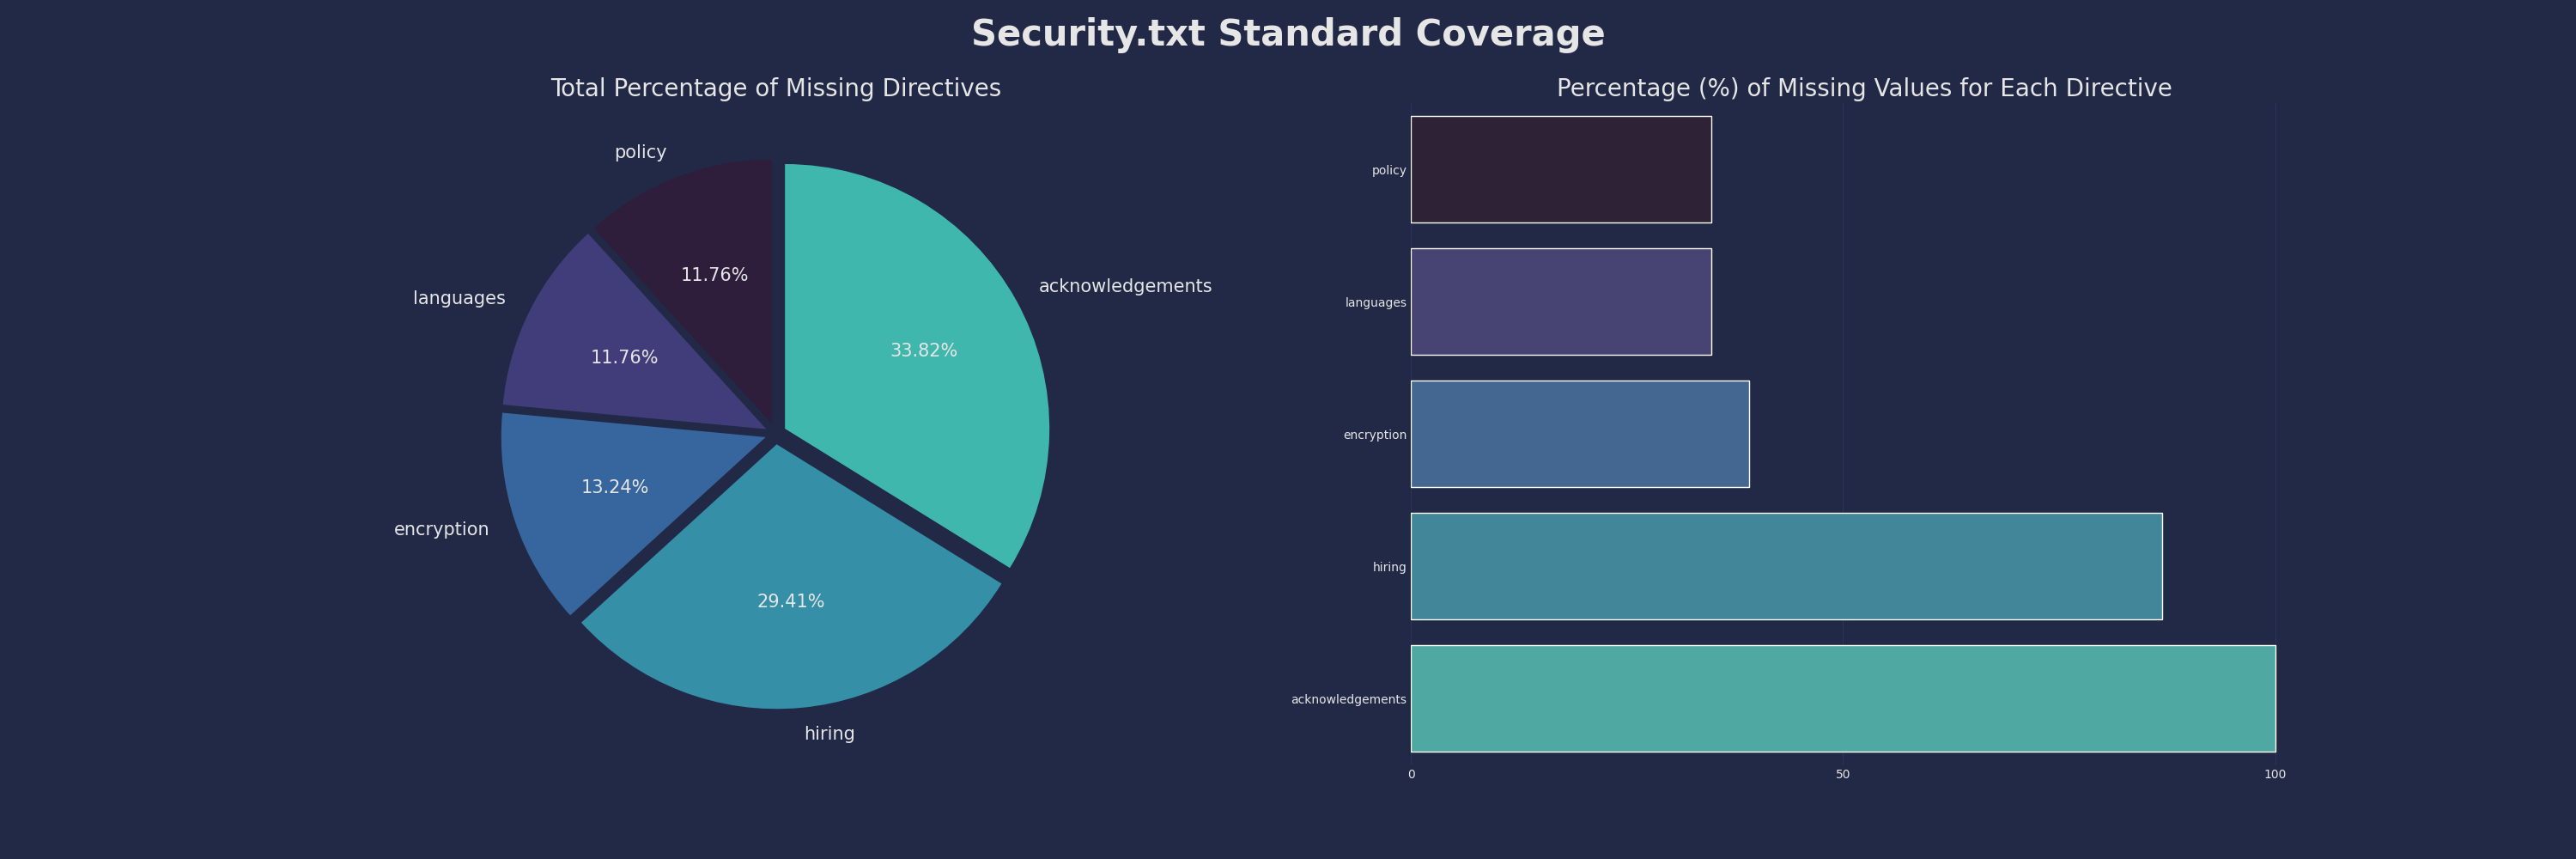 Security.txt Standard Coverage
Total Percentage of Missing Directives
policy
11.76%
languages
11.76%
encryption
13.24%
hiring
29.41%
acknowledgements
33.82%
Percentage (%) of Missing Values for Each Directive
policy
languages
encryption
hiring
acknowledgements
0 50 100